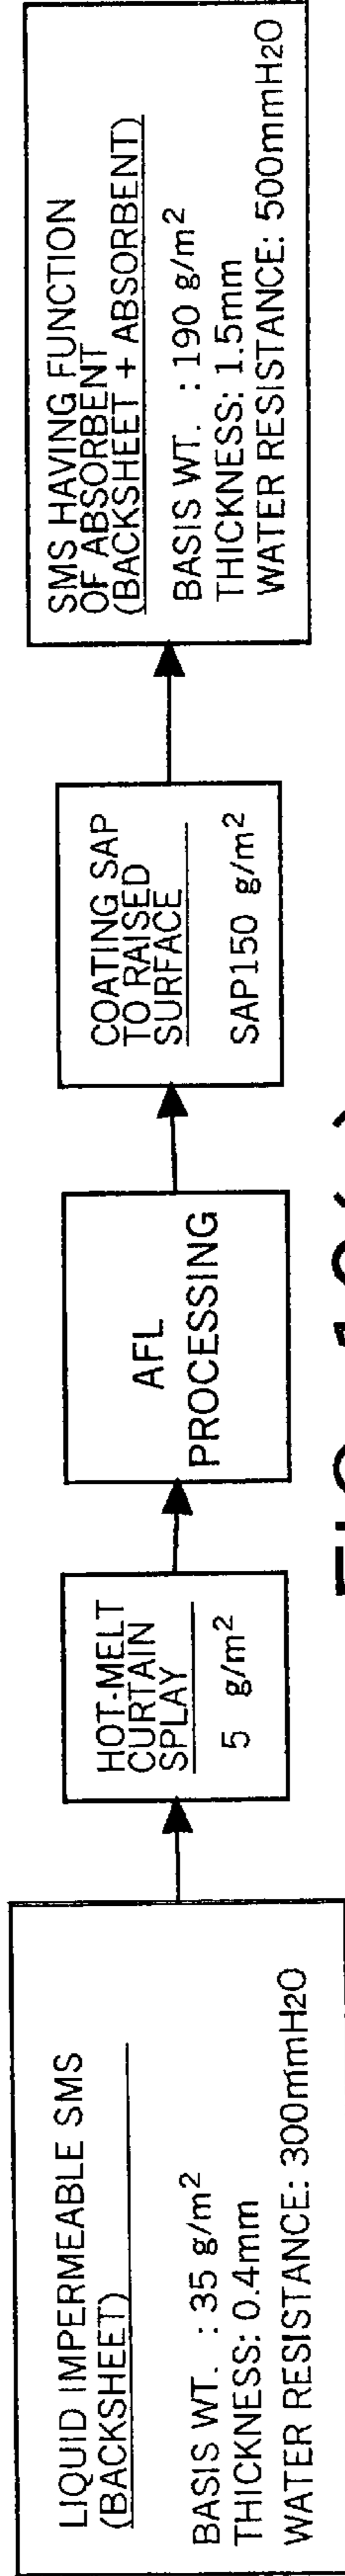 LIQUID IMPERMEABLE SMS
(BACKSHEET)
BASIS WT. : 35 g/m²
THICKNESS: 0.4mm
WATER RESISTANCE: 300mmH2O
HOT-MELT
CURTAIN
SPLAY
5 g/m²
AFL
PROCESSING
COATING SAP
TO RAISED
SURFACE
SAP150 g/m²
SMS HAVING FUNCTION
OF ABSORBENT
(BACKSHEET + ABSORBENT)
BASIS WT. : 190 g/m²
THICKNESS: 1.5mm
WATER RESISTANCE: 500mmH2O